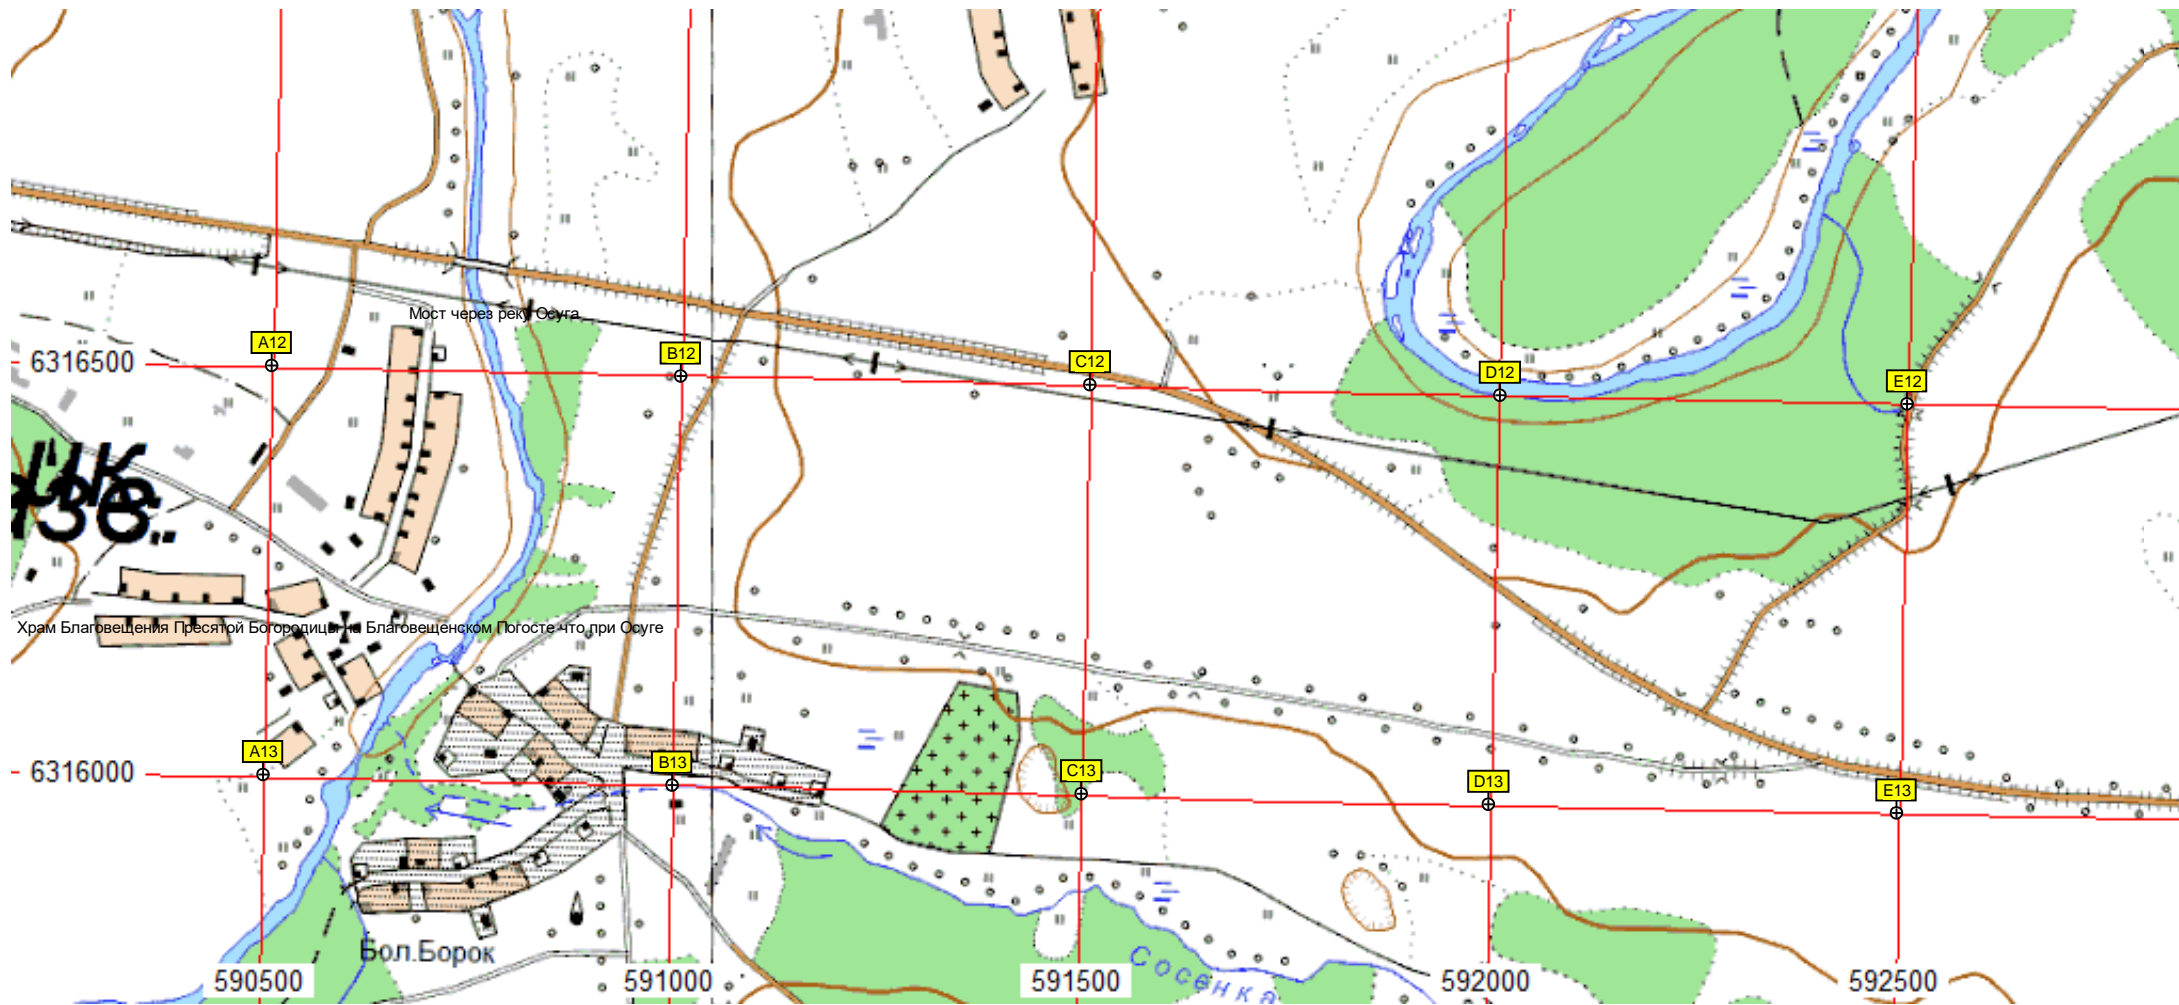 Мост через реку Осуга
A12
B12
C12
D12
E12
6316500
Храм Благовещения Пресятой Богородицы на Благовещенском Погосте что при Осуге
A13
B13
C13
D13
E13
6316000
Бол.Борок
Сосенка
590500
591000
591500
592000
592500